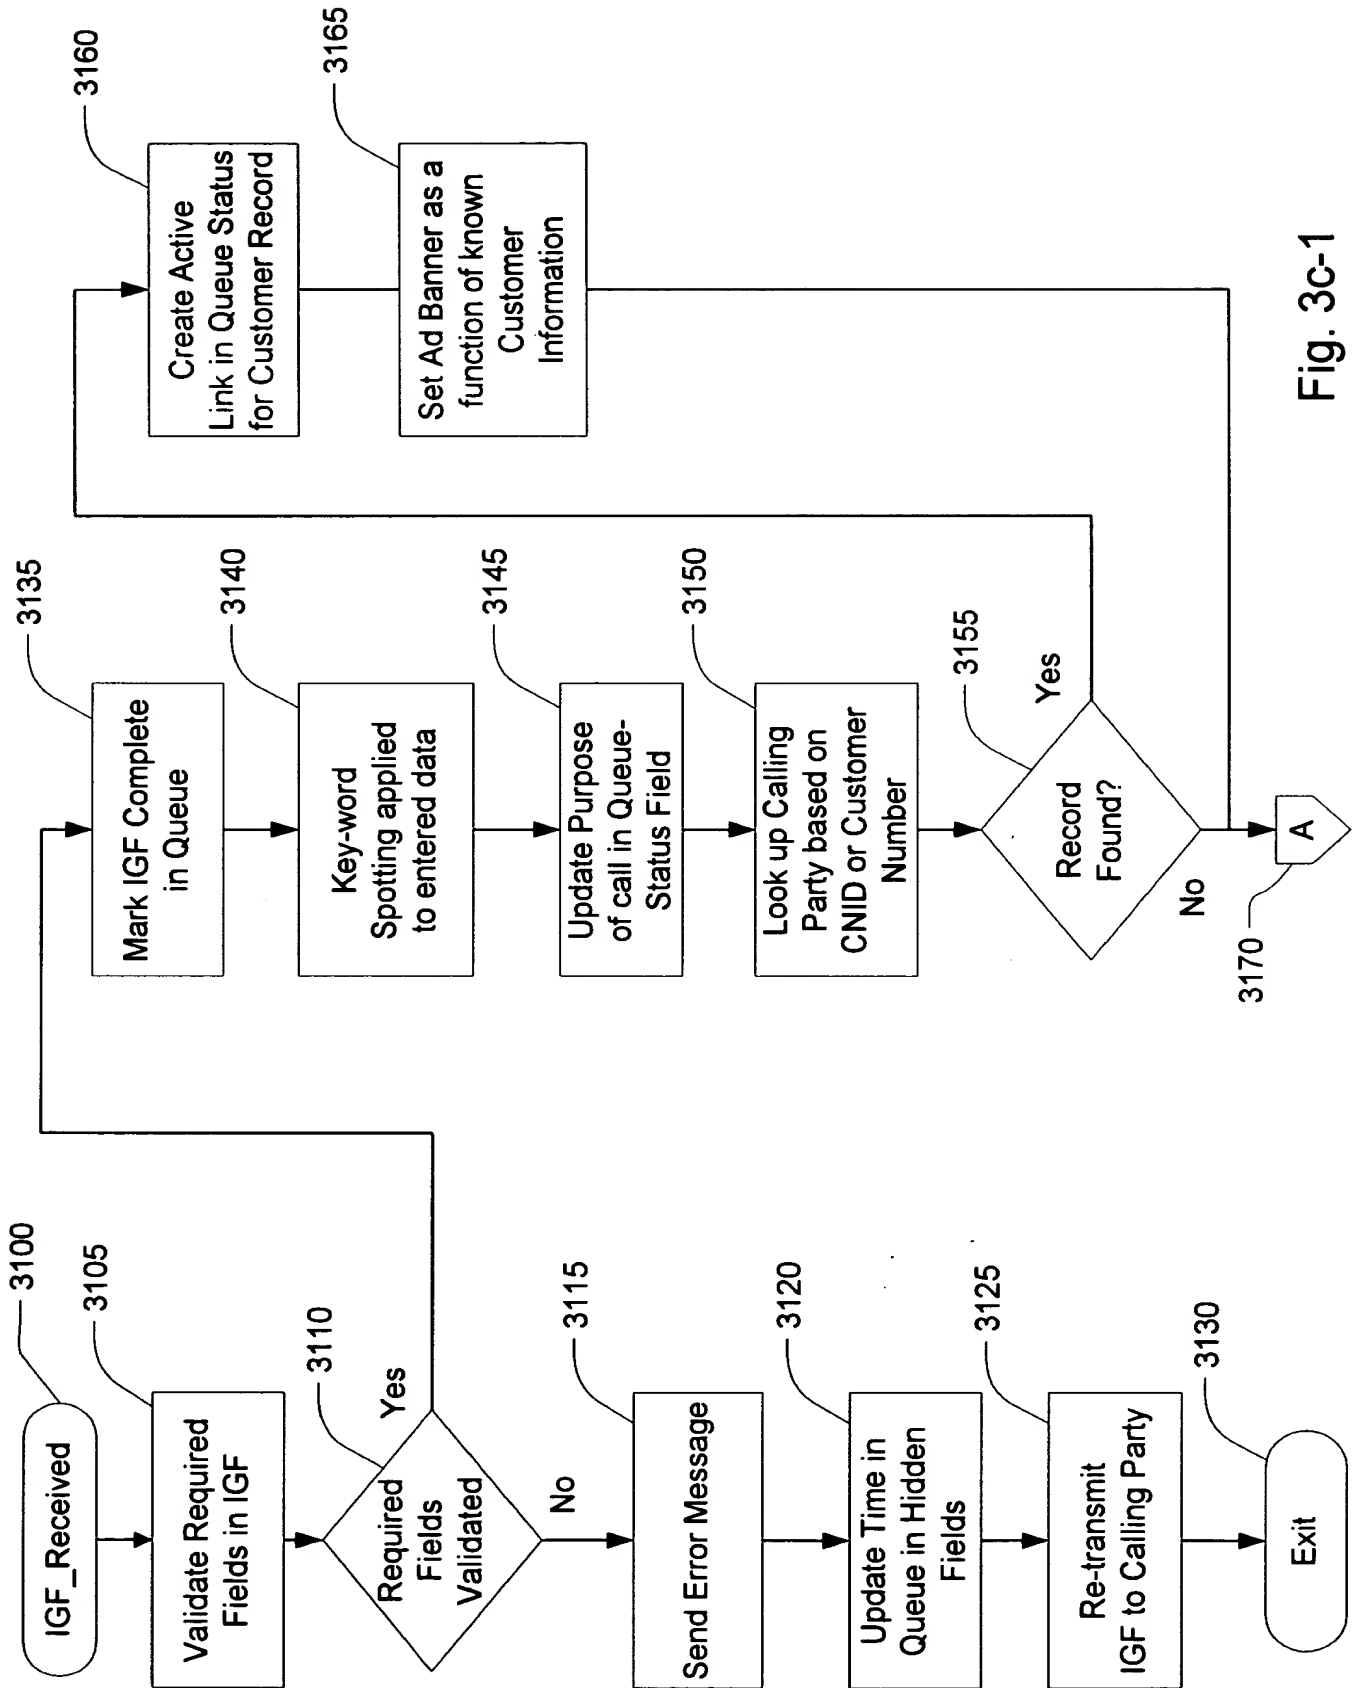 3100
IGF_Received
3105
Validate Required
Fields in IGF
3110
Required
Fields
Validated
Yes
No
3115
Send Error Message
3120
Update Time in
Queue in Hidden
Fields
3125
Re-transmit
IGF to Calling Party
3130
Exit
3135
Mark IGF Complete
in Queue
3140
Key-word
Spotting applied
to entered data
3145
Update Purpose
of call in Queue-
Status Field
3150
Look up Calling
Party based on
CNID or Customer
Number
3155
Record
Found?
Yes
No
3170
A
3160
Create Active
Link in Queue Status
for Customer Record
3165
Set Ad Banner as a
function of known
Customer
Information
Fig. 3c-1